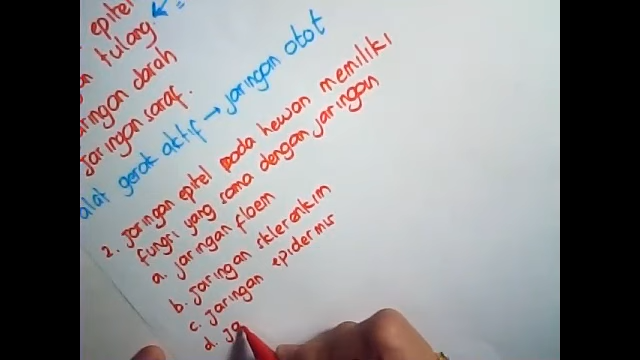 epitel
tulang
jaringan darah
jaringan saraf.
alat gerak aktif → jaringan otot
2. jaringan epitel pada hewan memiliki
fungsi yang sama dengan jaringan
a. jaringan floem
b. jaringan sklerenkim
c. jaringan epidermis
d. ja